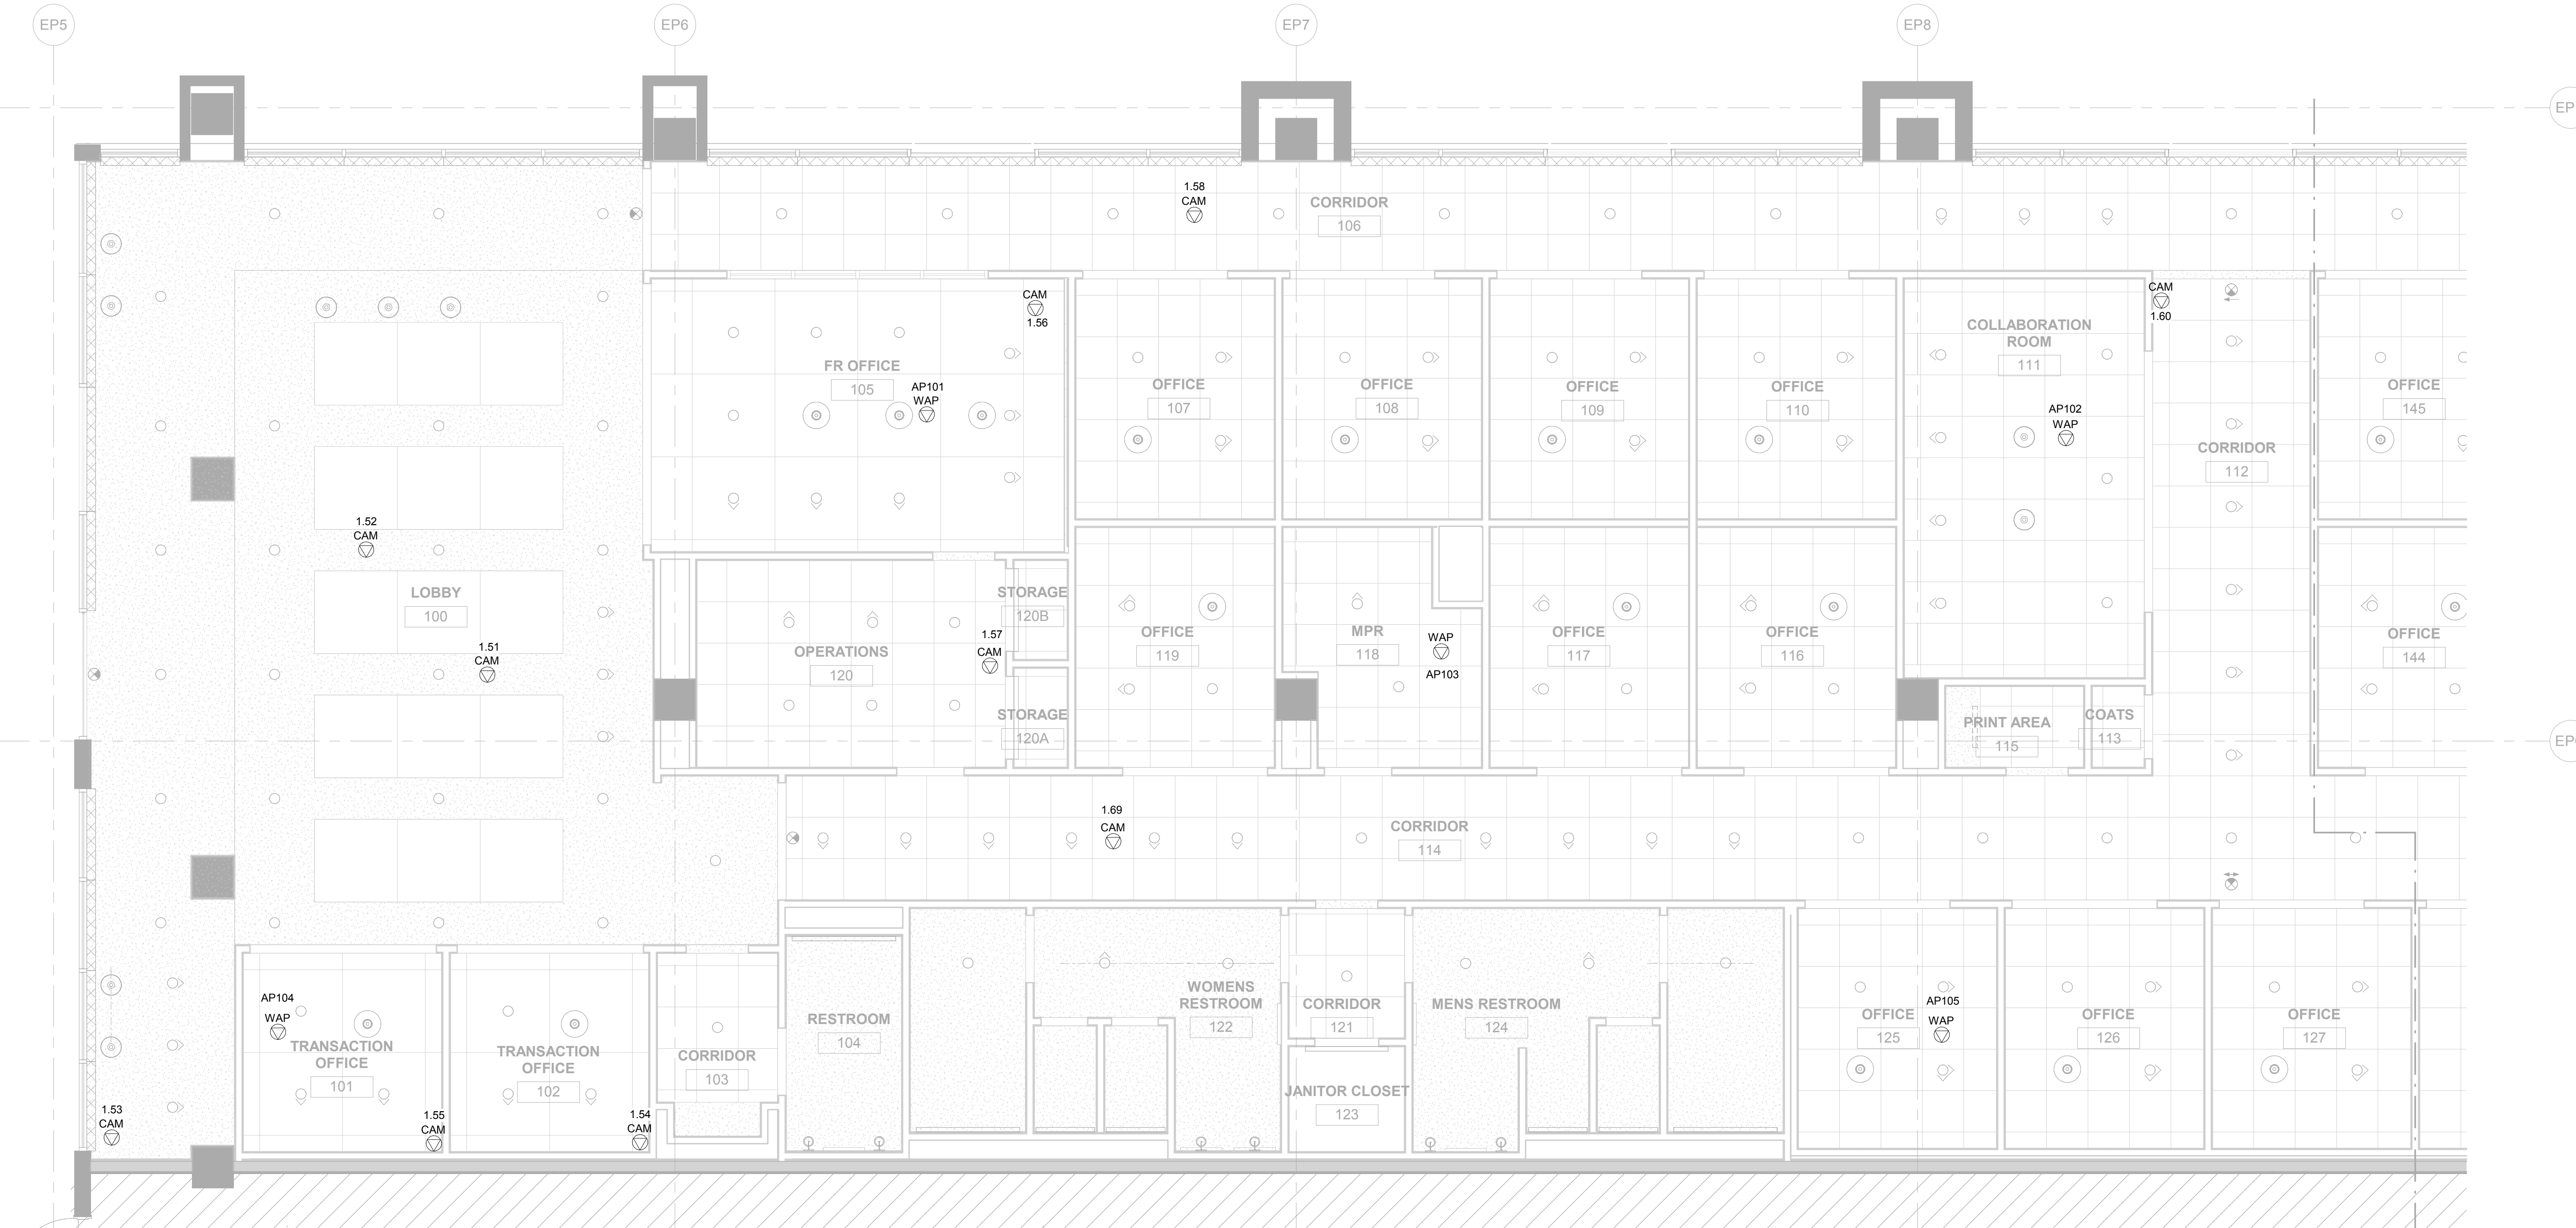 EP5
EP6
EP7
EP8
EP
1.58
CAM
CORRIDOR
106
CAM
1.56
CAM
1.60
FR OFFICE
105
AP101
WAP
OFFICE
107
OFFICE
108
OFFICE
109
OFFICE
110
COLLABORATION
ROOM
111
AP102
WAP
OFFICE
145
CORRIDOR
112
1.52
CAM
LOBBY
100
1.51
CAM
OPERATIONS
120
1.57
CAM
STORAGE
120B
STORAGE
120A
OFFICE
119
MPR
118
WAP
AP103
OFFICE
117
OFFICE
116
OFFICE
144
PRINT AREA
115
COATS
113
EP
1.69
CAM
CORRIDOR
114
AP104
WAP
TRANSACTION
OFFICE
101
TRANSACTION
OFFICE
102
CORRIDOR
103
RESTROOM
104
WOMENS
RESTROOM
122
CORRIDOR
121
MENS RESTROOM
124
JANITOR CLOSET
123
OFFICE
125
AP105
WAP
OFFICE
126
OFFICE
127
1.53
CAM
1.55
CAM
1.54
CAM